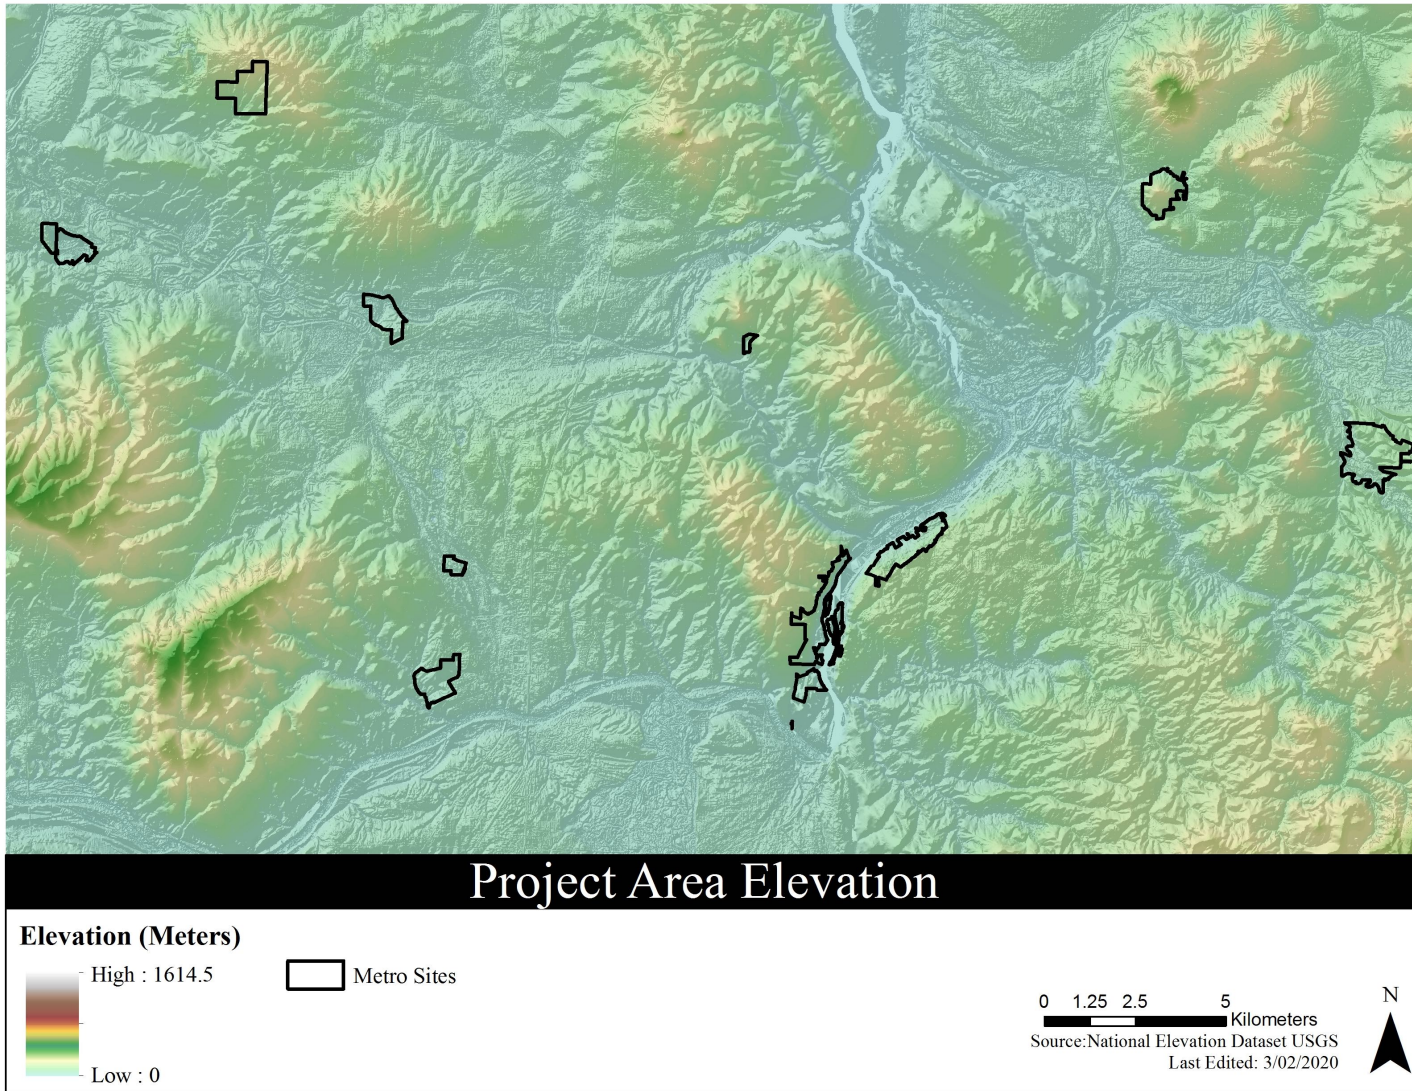 Project Area Elevation
Elevation (Meters)
High : 1614.5
Low : 0
Metro Sites
0 1.25 2.5 5
Kilometers
Source:National Elevation Dataset USGS
Last Edited: 3/02/2020
N